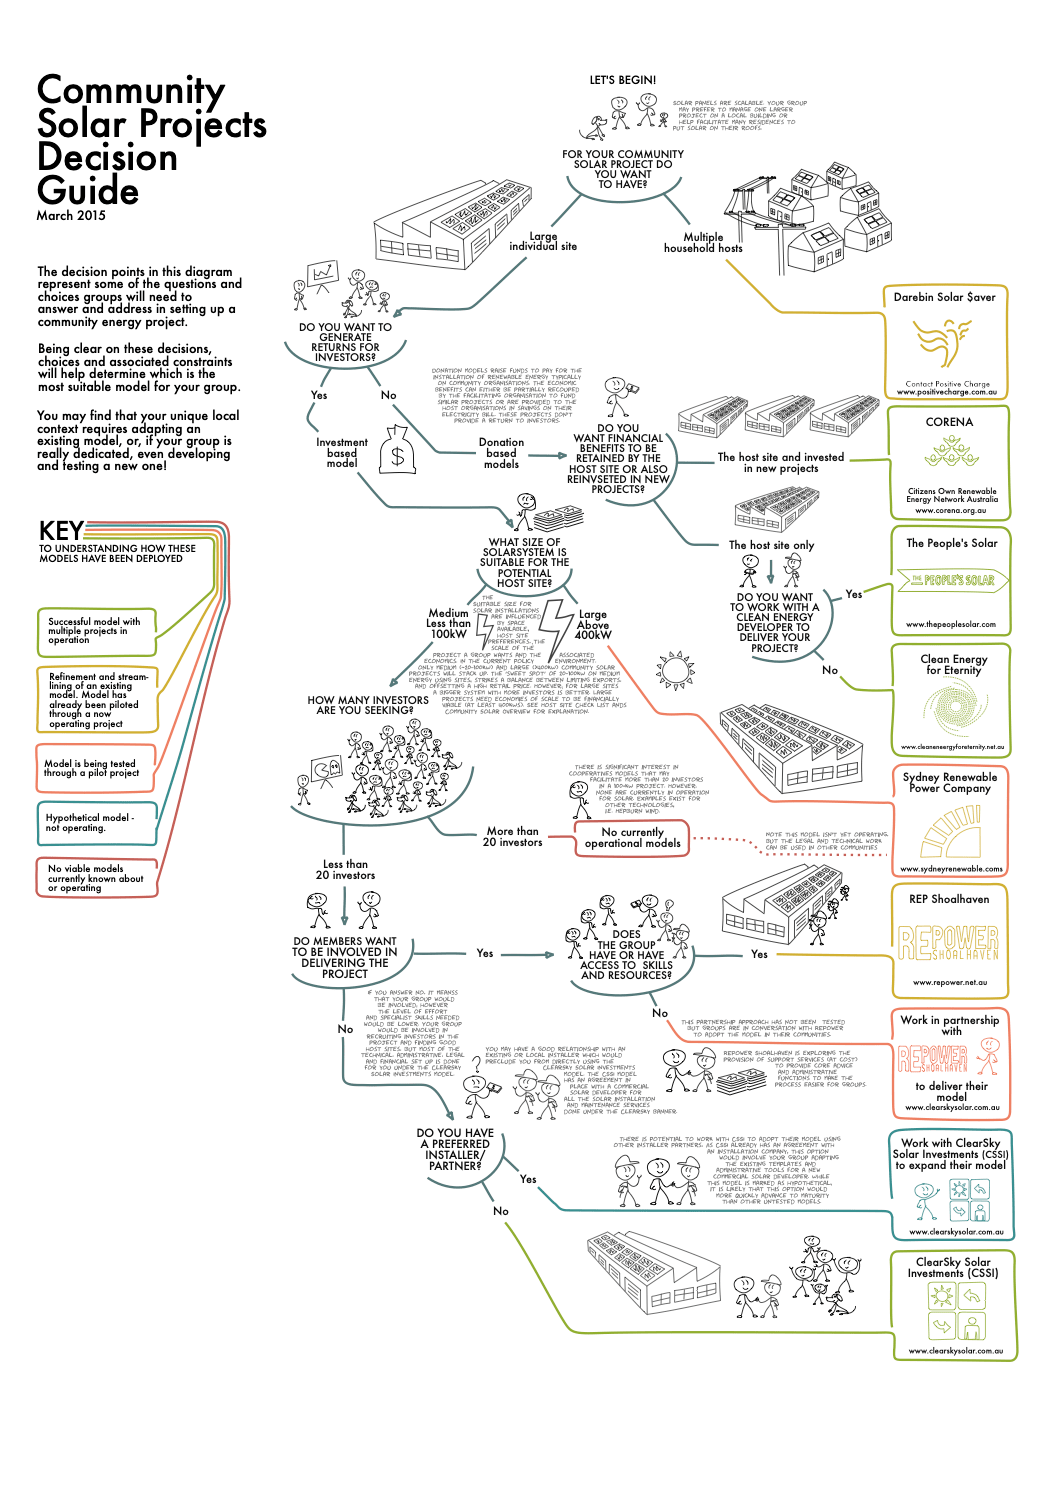 Community
Solar Projects
Decision
Guide
March 2015
The decision points in this diagram
represent some of the questions and
choices groups will need to
answer and address in setting up a
community energy project.
Being clear on these decisions,
choices and associated constraints
will help determine which is the
most suitable model for your group.
You may find that your unique local
context requires adapting an
existing model, or, if your group is
really dedicated, even developing
and testing a new one!
KEY
TO UNDERSTANDING HOW THESE
MODELS HAVE BEEN DEPLOYED
Successful model with
multiple projects in
operation
Refinement and stream-
lining of an existing
model. Model has
already been piloted
through a now
operating project
Model is being tested
through a pilot project
Hypothetical model -
not operating.
No viable models
currently known about
or operating
LET'S BEGIN!
SOLAR PANELS ARE SCALABLE. YOUR GROUP
MAY PREFER TO MANAGE ONE LARGER
PROJECT ON A LOCAL BUILDING OR
HELP FACILITATE MANY RESIDENCES TO
PUT SOLAR ON THEIR ROOFS.
FOR YOUR COMMUNITY
SOLAR PROJECT DO
YOU WANT
TO HAVE?
Large
individual site
Multiple
household hosts
Darebin Solar $aver
Contact Positive Charge
www.positivecharge.com.au
DO YOU WANT TO
GENERATE
RETURNS FOR
INVESTORS?
Yes
No
Investment
based
model
$
DONATION MODELS RAISE FUNDS TO PAY FOR THE
INSTALLATION OF RENEWABLE ENERGY TYPICALLY
ON COMMUNITY ORGANISATIONS. THE ECONOMIC
BENEFITS CAN EITHER BE PARTIALLY RECOUPED
BY THE FACILITATING ORGANISATION TO FUND
SIMILAR PROJECTS OR ARE PROVIDED TO THE
HOST ORGANISATIONS IN SAVINGS ON THEIR
ELECTRICITY BILL. THESE PROJECTS DON'T
PROVIDE A RETURN TO INVESTORS.
Donation
based
models
DO YOU
WANT FINANCIAL
BENEFITS TO BE
RETAINED BY THE
HOST SITE OR ALSO
REINVSETED IN NEW
PROJECTS?
The host site and invested
in new projects
CORENA
Citizens Own Renewable
Energy Network Australia
www.corena.org.au
The host site only
DO YOU WANT
TO WORK WITH A
CLEAN ENERGY
DEVELOPER TO
DELIVER YOUR
PROJECT?
Yes
No
The People's Solar
THE PEOPLE'S SOLAR
www.thepeoplesolar.com
Clean Energy
for Eternity
www.cleanenergyforeternity.net.au
WHAT SIZE OF
SOLARSYSTEM IS
SUITABLE FOR THE
POTENTIAL
HOST SITE?
Medium
Less than
100kW
Large
Above
400kW
THE
SUITABLE SIZE FOR
SOLAR INSTALLATIONS
ARE INFLUENCED
BY SPACE
AVAILABLE,
HOST SITE
PREFERENCES, THE
SCALE OF THE
PROJECT A GROUP WANTS AND THE ASSOCIATED
ECONOMICS. IN THE CURRENT POLICY ENVIRONMENT
ONLY MEDIUM (~20-100KW) AND LARGE (>400KW) COMMUNITY SOLAR
PROJECTS WILL STACK UP. THE 'SWEET SPOT' OF 20-100KW ON MEDIUM
ENERGY USING SITES, STRIKES A BALANCE BETWEEN LIMITING EXPORTS,
AND OFFSETTING A HIGH RETAIL PRICE. HOWEVER, FOR LARGE SITES
A BIGGER SYSTEM WITH MORE INVESTORS IS BETTER. LARGE
PROJECTS NEED ECONOMIES OF SCALE TO BE FINANCIALLY
VIABLE (AT LEAST 400KWS). SEE HOST SITE CHECK LIST ANDS
COMMUNITY SOLAR OVERVIEW FOR EXPLANATION.
HOW MANY INVESTORS
ARE YOU SEEKING?
Less than
20 investors
More than
20 investors
THERE IS SIGNIFICANT INTEREST IN
COOPERATIVES MODELS THAT MAY
FACILITATE MORE THAN 20 INVESTORS
IN A 100KW PROJECT. HOWEVER,
NONE ARE CURRENTLY IN OPERATION
FOR SOLAR. EXAMPLES EXIST FOR
OTHER TECHNOLOGIES,
IE. HEPBURN WIND.
No currently
operational models
NOTE THIS MODEL ISN'T YET OPERATING,
BUT THE LEGAL AND TECHNICAL WORK
CAN BE USED IN OTHER COMMUNITIES
Sydney Renewable
Power Company
www.sydneyrenewable.coms
DO MEMBERS WANT
TO BE INVOLVED IN
DELIVERING THE
PROJECT
Yes
No
DOES
THE GROUP
HAVE OR HAVE
ACCESS TO SKILLS
AND RESOURCES?
Yes
No
REP Shoalhaven
REPOWER
SHOALHAVEN
www.repower.net.au
THIS PARTNERSHIP APPROACH HAS NOT BEEN TESTED
BUT GROUPS ARE IN CONVERSATION WITH REPOWER
TO ADOPT THE MODEL IN THEIR COMMUNITIES.
REPOWER SHOALHAVEN IS EXPLORING THE
PROVISION OF SUPPORT SERVICES (AT COST)
TO PROVIDE CORE ADVICE
AND ADMINISTRATIVE
FUNCTIONS TO MAKE THE
PROCESS EASIER FOR GROUPS.
Work in partnership
with
REPOWER
SHOALHAVEN
to deliver their
model
www.clearskysolar.com.au
IF YOU ANSWER NO, IT MEANSS
THAT YOUR GROUP WOULD
BE INVOLVED, HOWEVER
THE LEVEL OF EFFORT
AND SPECIALIST SKILLS NEEDED
WOULD BE LOWER. YOUR GROUP
WOULD BE INVOLVED IN
RECRUITING INVESTORS IN THE
PROJECT AND FINDING GOOD
HOST SITES, BUT MOST OF THE
TECHNICAL, ADMINISTRATIVE, LEGAL
AND FINANCIAL SET UP IS DONE
FOR YOU UNDER THE CLEARSKY
SOLAR INVESTMENTS MODEL.
YOU MAY HAVE A GOOD RELATIONSHIP WITH AN
EXISTING OR LOCAL INSTALLER WHICH WOULD
PRECLUDE YOU FROM DIRECTLY USING THE
CLEARSKY SOLAR INVESTMENTS
MODEL. THE CSSI MODEL
HAS AN AGREEMENT IN
PLACE WITH A COMMERCIAL
SOLAR DEVELOPER FOR
ALL THE SOLAR INSTALLATION
AND MAINTENANCE SERVICES
DONE UNDER THE CLEARSKY BANNER.
DO YOU HAVE
A PREFERRED
INSTALLER/
PARTNER?
Yes
No
THERE IS POTENTIAL TO WORK WITH CSSI TO ADOPT THEIR MODEL USING
OTHER INSTALLER PARTNERS. AS CSSI ALREADY HAS AN AGREEMENT WITH
AN INSTALLATION COMPANY, THIS OPTION
WOULD INVOLVE YOUR GROUP ADAPTING
THE EXISTING TEMPLATES AND
ADMINISTRATIVE TOOLS FOR A NEW
COMMERCIAL SOLAR DEVELOPER. WHILE
THIS MODEL IS MARKED AS HYPOTHETICAL,
IT IS LIKELY THAT THIS OPTION WOULD
MORE QUICKLY ADVANCE TO MATURITY
THAN OTHER UNTESTED MODELS.
Work with ClearSky
Solar Investments (CSSI)
to expand their model
www.clearskysolar.com.au
ClearSky Solar
Investments (CSSI)
www.clearskysolar.com.au